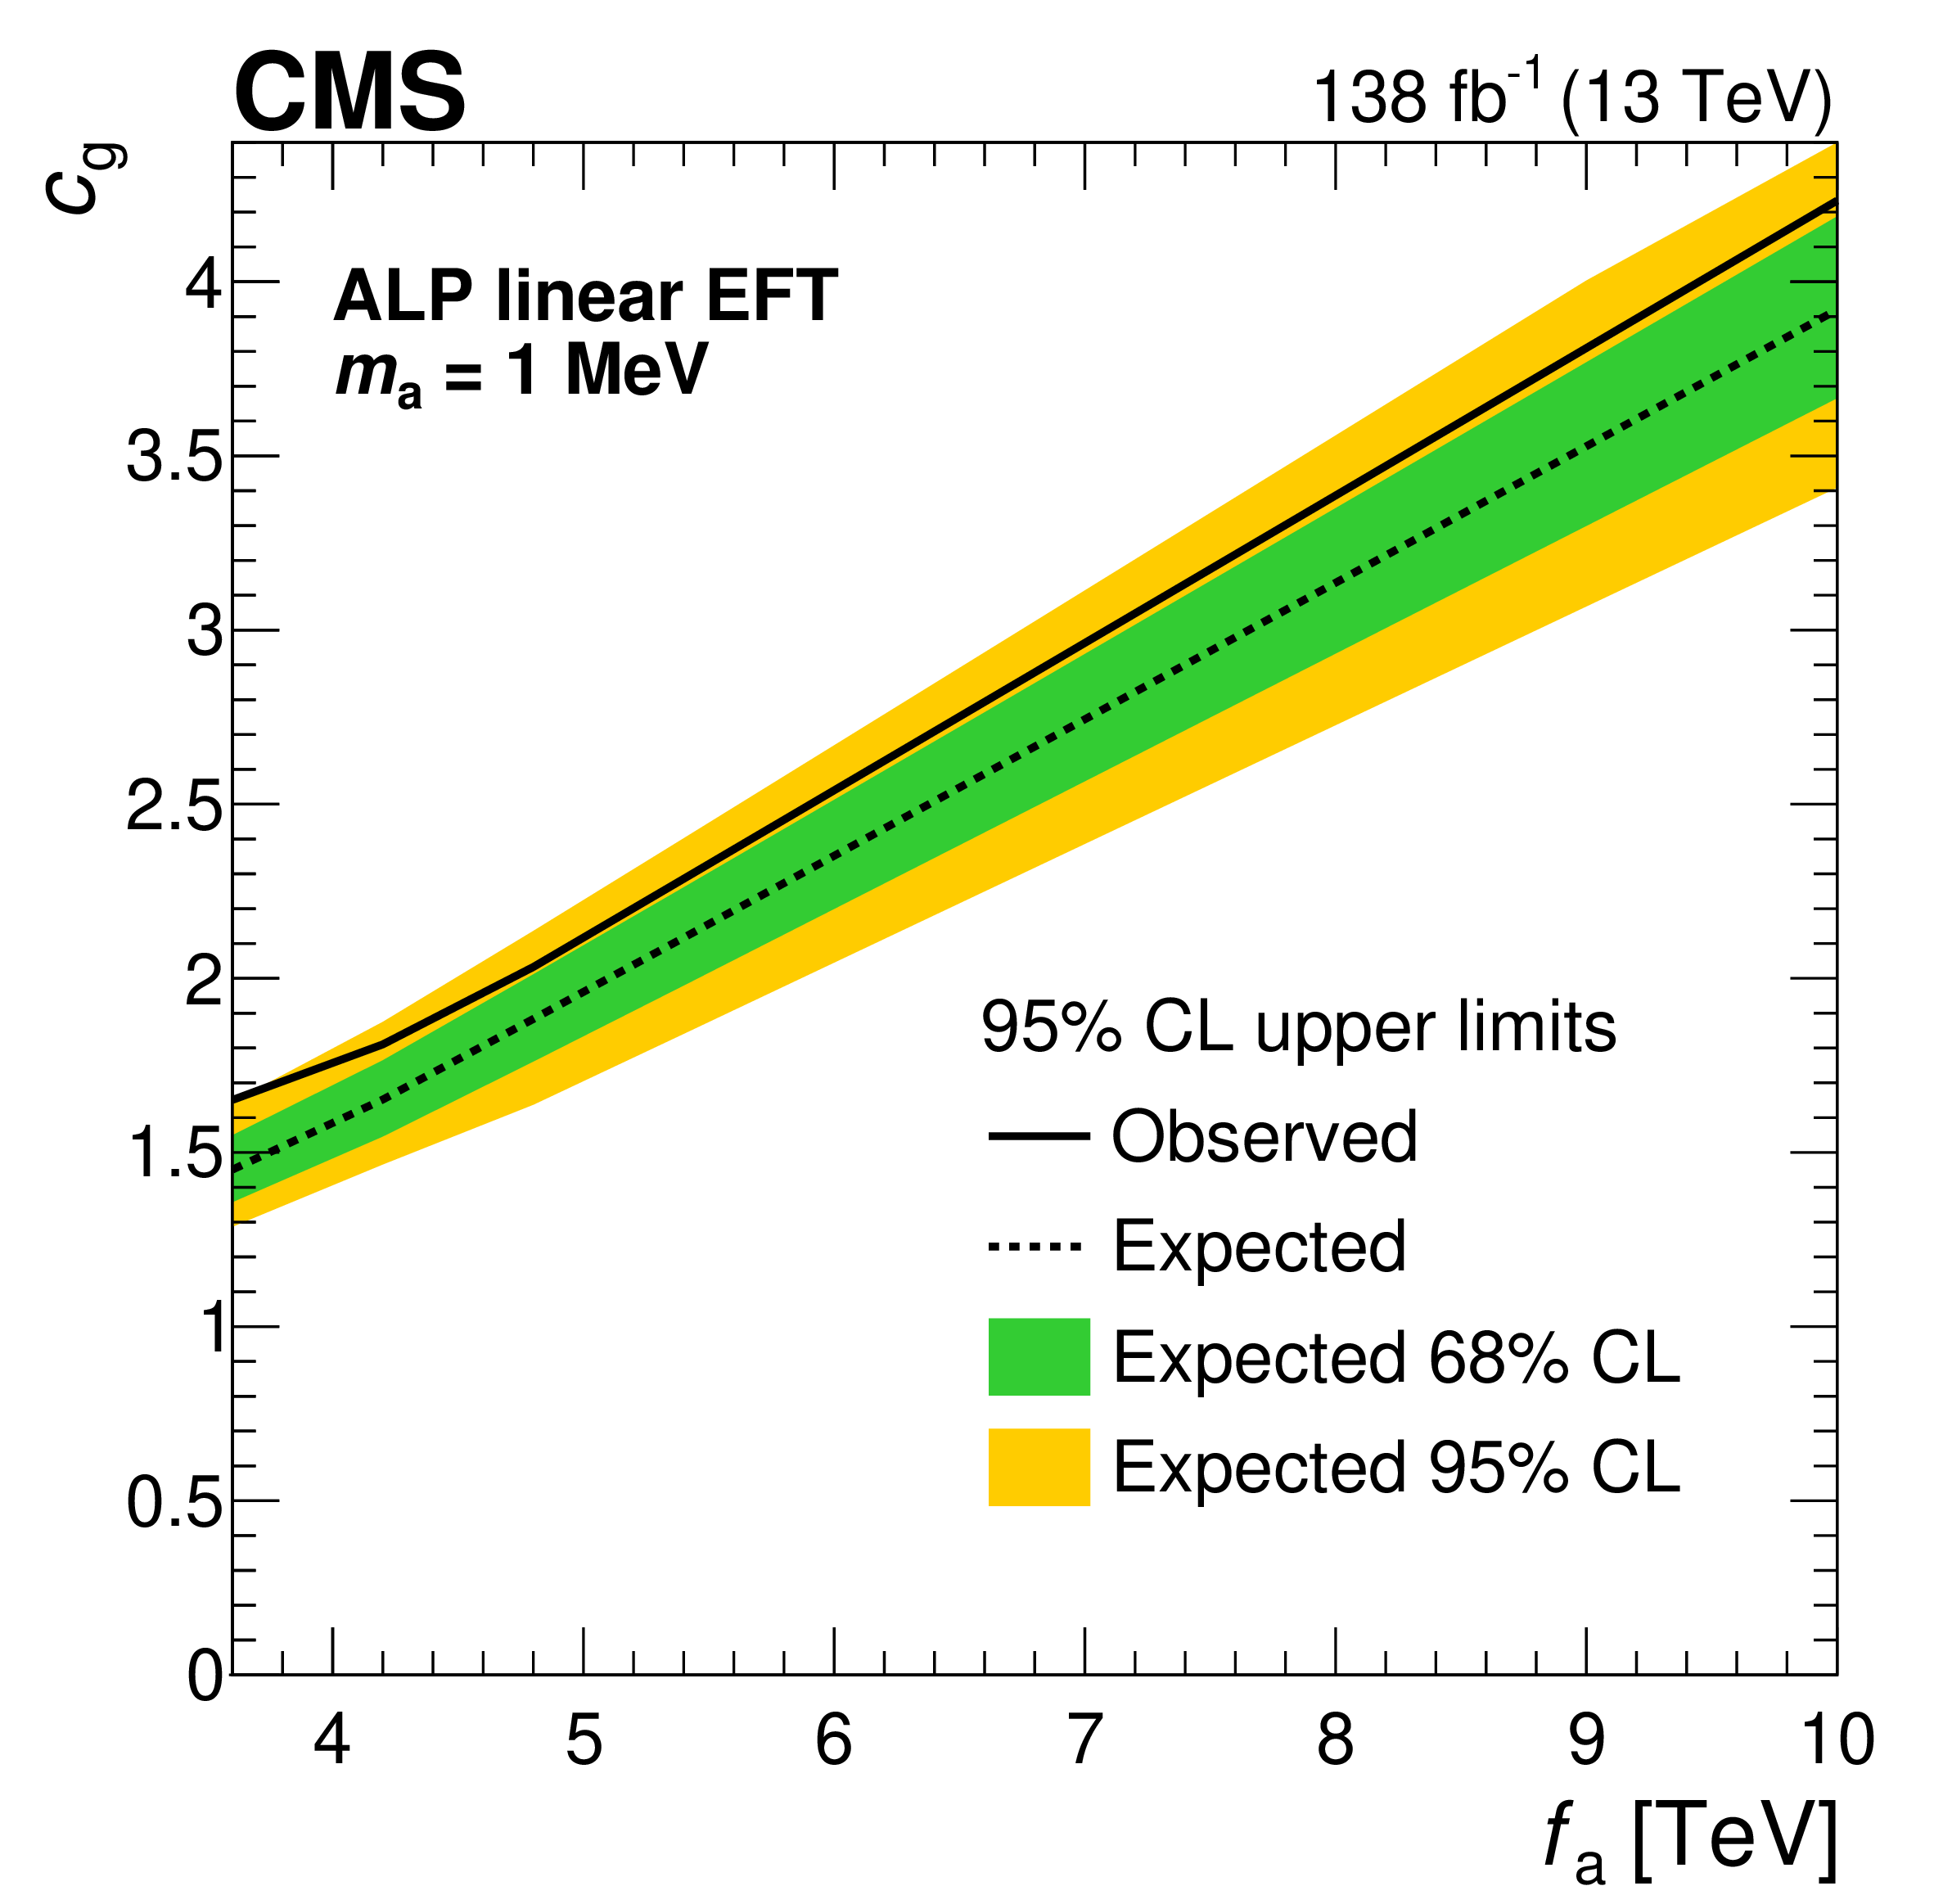 CMS
138 fb-1 (13 TeV)
cg
ALP linear EFT
ma = 1 MeV
4
3.5
3
2.5
2
1.5
1
0.5
0
95% CL upper limits
Observed
Expected
Expected 68% CL
Expected 95% CL
4 5 6 7 8 9 10
fa [TeV]